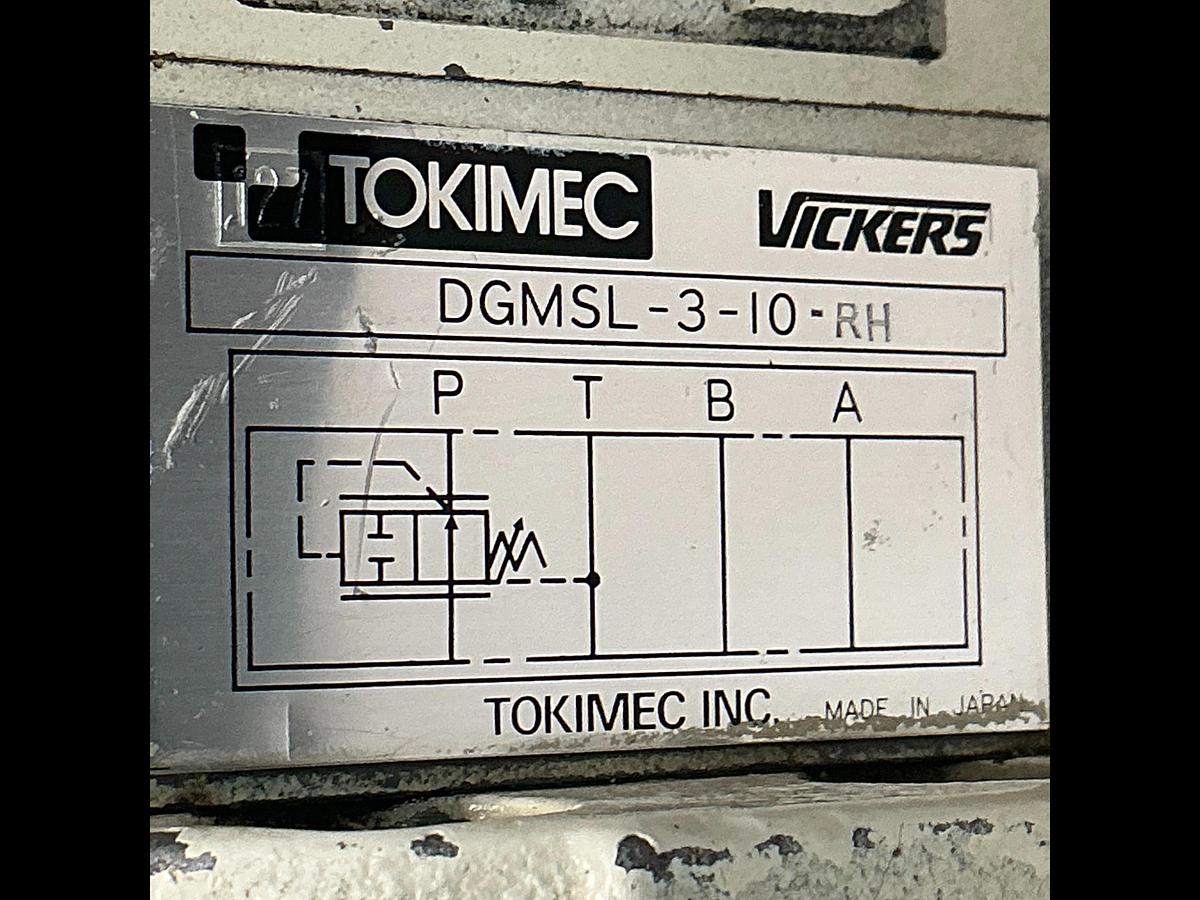 TOKIMEC VICKERS
DGMSL-3-10-RH
P T B A
TOKIMEC INC. MADE IN JAPAN